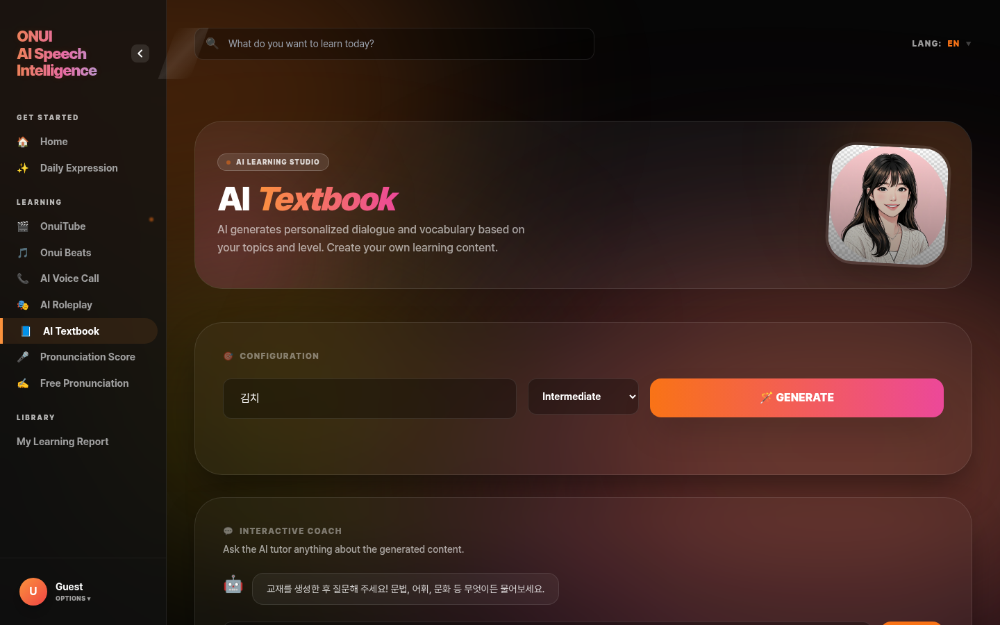 ONUI
AI Speech
Intelligence
GET STARTED
Home
Daily Expression
LEARNING
OnuiTube
Onui Beats
AI Voice Call
AI Roleplay
AI Textbook
Pronunciation Score
Free Pronunciation
LIBRARY
My Learning Report
U
Guest
OPTIONS ▾
What do you want to learn today?
LANG: EN ▼
AI LEARNING STUDIO
AI Textbook
AI generates personalized dialogue and vocabulary based on
your topics and level. Create your own learning content.
CONFIGURATION
김치
Intermediate
GENERATE
INTERACTIVE COACH
Ask the AI tutor anything about the generated content.
교재를 생성한 후 질문해 주세요! 문법, 어휘, 문화 등 무엇이든 물어보세요.